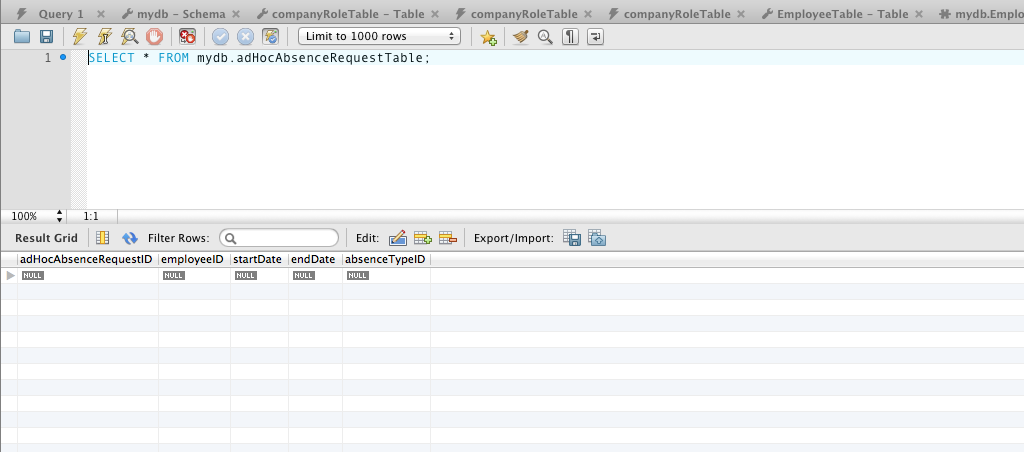 Query 1 mydb - Schema companyRoleTable - Table companyRoleTable companyRoleTable EmployeeTable - Table mydb.Emplo
Limit to 1000 rows
1 SELECT * FROM mydb.adHocAbsenceRequestTable;
100% 1:1
Result Grid Filter Rows: Edit: Export/Import:
adHocAbsenceRequestID employeeID startDate endDate absenceTypeID
NULL NULL NULL NULL NULL